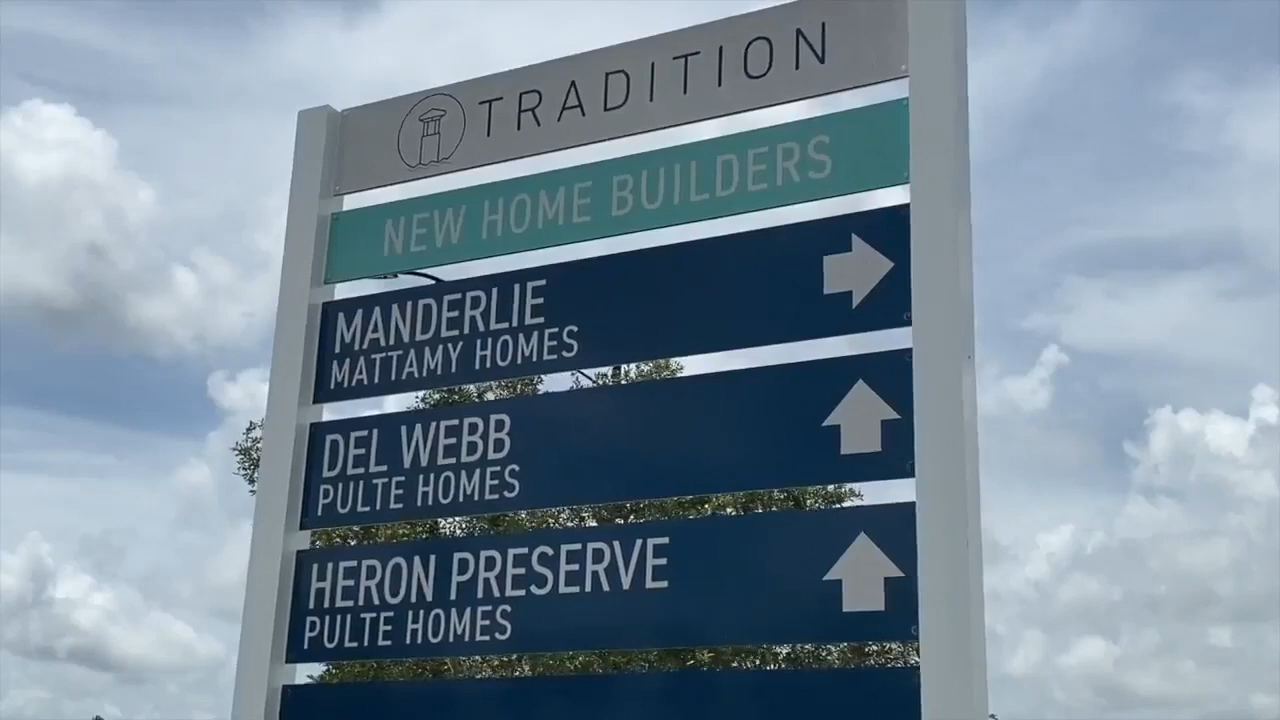 TRADITION
NEW HOME BUILDERS
MANDERLIE
MATTAMY HOMES
DEL WEBB
PULTE HOMES
HERON PRESERVE
PULTE HOMES